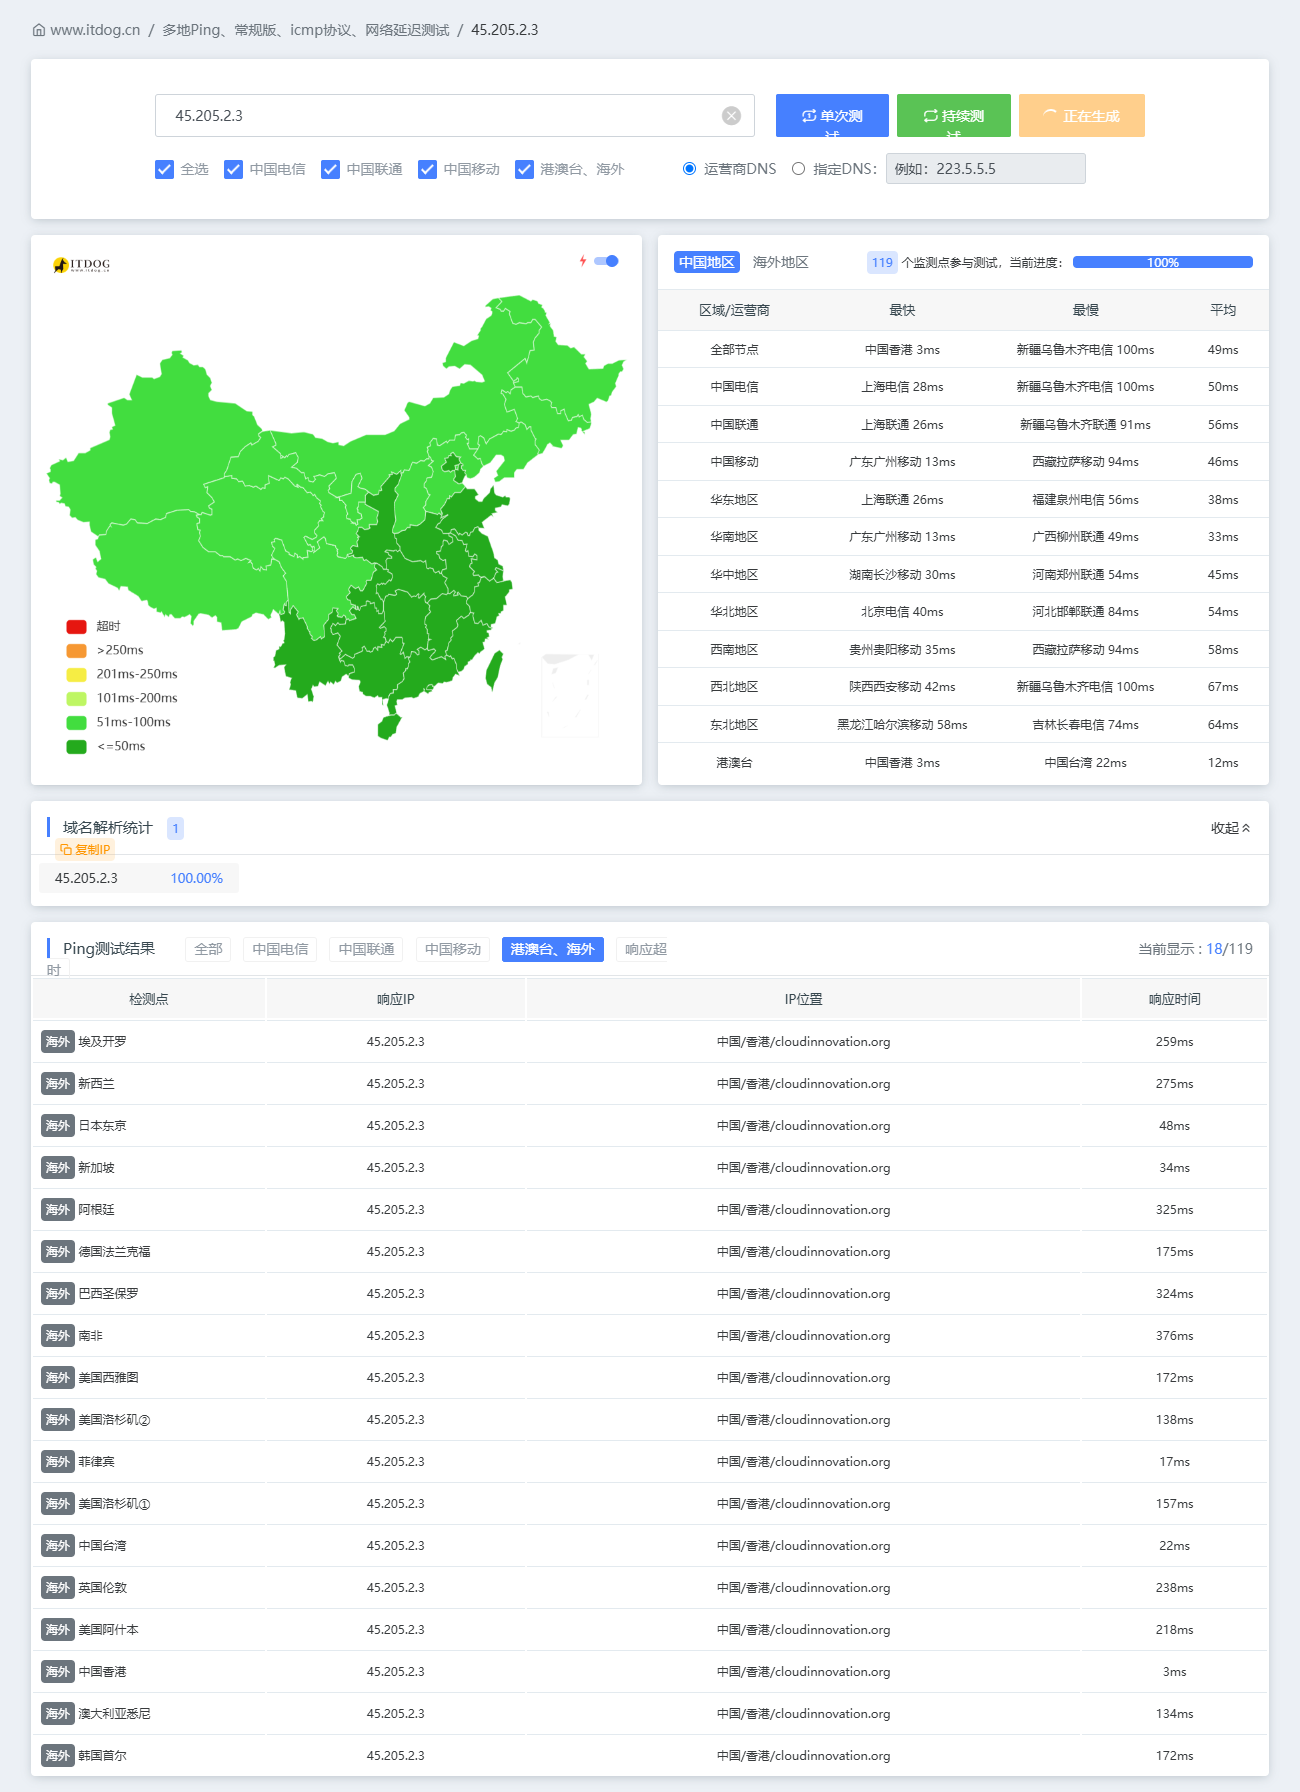 www.itdog.cn / 多地Ping、常规版、icmp协议、网络延迟测试 / 45.205.2.3
45.205.2.3
单次测试
持续测试
正在生成
全选 中国电信 中国联通 中国移动 港澳台、海外
运营商DNS 指定DNS： 例如：223.5.5.5
ITDOG
www.itdog.cn
超时
>250ms
201ms-250ms
101ms-200ms
51ms-100ms
<=50ms
中国地区 海外地区 119 个监测点参与测试，当前进度： 100%
区域/运营商 最快 最慢 平均
全部节点 中国香港 3ms 新疆乌鲁木齐电信 100ms 49ms
中国电信 上海电信 28ms 新疆乌鲁木齐电信 100ms 50ms
中国联通 上海联通 26ms 新疆乌鲁木齐联通 91ms 56ms
中国移动 广东广州移动 13ms 西藏拉萨移动 94ms 46ms
华东地区 上海联通 26ms 福建泉州电信 56ms 38ms
华南地区 广东广州移动 13ms 广西柳州联通 49ms 33ms
华中地区 湖南长沙移动 30ms 河南郑州联通 54ms 45ms
华北地区 北京电信 40ms 河北邯郸联通 84ms 54ms
西南地区 贵州贵阳移动 35ms 西藏拉萨移动 94ms 58ms
西北地区 陕西西安移动 42ms 新疆乌鲁木齐电信 100ms 67ms
东北地区 黑龙江哈尔滨移动 58ms 吉林长春电信 74ms 64ms
港澳台 中国香港 3ms 中国台湾 22ms 12ms
域名解析统计 1 收起
复制IP
45.205.2.3 100.00%
Ping测试结果 全部 中国电信 中国联通 中国移动 港澳台、海外 响应超时 当前显示 : 18/119
检测点 响应IP IP位置 响应时间
海外 埃及开罗 45.205.2.3 中国/香港/cloudinnovation.org 259ms
海外 新西兰 45.205.2.3 中国/香港/cloudinnovation.org 275ms
海外 日本东京 45.205.2.3 中国/香港/cloudinnovation.org 48ms
海外 新加坡 45.205.2.3 中国/香港/cloudinnovation.org 34ms
海外 阿根廷 45.205.2.3 中国/香港/cloudinnovation.org 325ms
海外 德国法兰克福 45.205.2.3 中国/香港/cloudinnovation.org 175ms
海外 巴西圣保罗 45.205.2.3 中国/香港/cloudinnovation.org 324ms
海外 南非 45.205.2.3 中国/香港/cloudinnovation.org 376ms
海外 美国西雅图 45.205.2.3 中国/香港/cloudinnovation.org 172ms
海外 美国洛杉矶② 45.205.2.3 中国/香港/cloudinnovation.org 138ms
海外 菲律宾 45.205.2.3 中国/香港/cloudinnovation.org 17ms
海外 美国洛杉矶① 45.205.2.3 中国/香港/cloudinnovation.org 157ms
海外 中国台湾 45.205.2.3 中国/香港/cloudinnovation.org 22ms
海外 英国伦敦 45.205.2.3 中国/香港/cloudinnovation.org 238ms
海外 美国阿什本 45.205.2.3 中国/香港/cloudinnovation.org 218ms
海外 中国香港 45.205.2.3 中国/香港/cloudinnovation.org 3ms
海外 澳大利亚悉尼 45.205.2.3 中国/香港/cloudinnovation.org 134ms
海外 韩国首尔 45.205.2.3 中国/香港/cloudinnovation.org 172ms